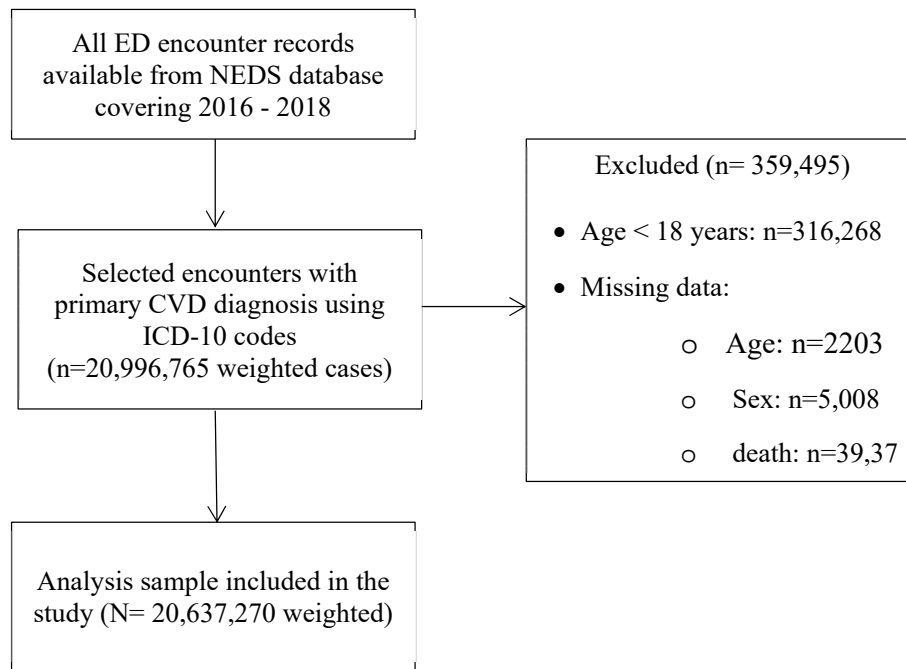 All ED encounter records
available from NEDS database
covering 2016 - 2018
Excluded (n= 359,495)
• Age < 18 years: n=316,268
• Missing data:
o Age: n=2203
o Sex: n=5,008
o death: n=39,37
Selected encounters with
primary CVD diagnosis using
ICD-10 codes
(n=20,996,765 weighted cases)
Analysis sample included in the
study (N= 20,637,270 weighted)